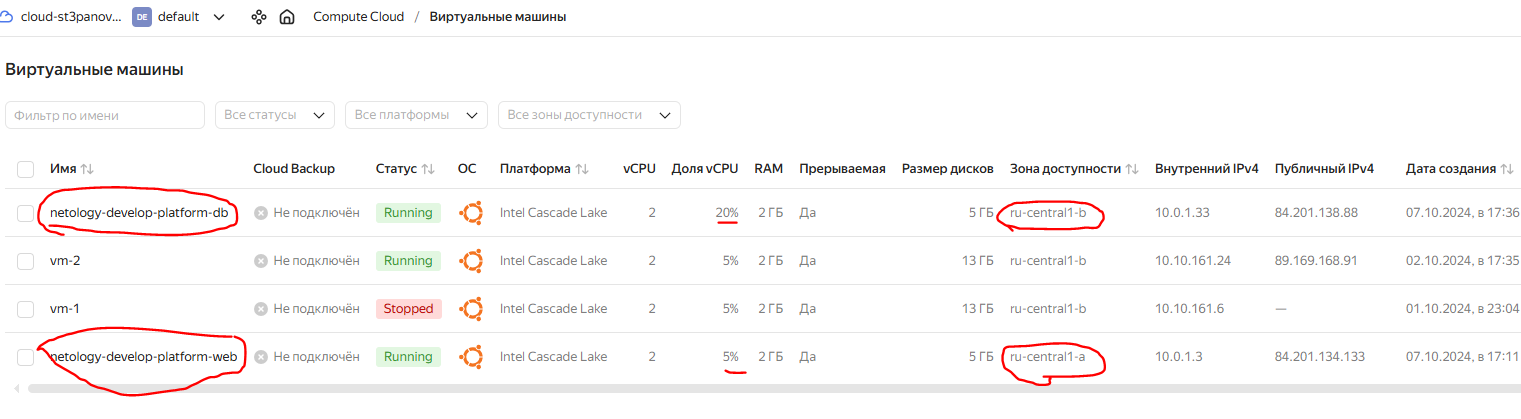 cloud-st3panov... DE default Compute Cloud / Виртуальные машины
Виртуальные машины
Фильтр по имени Все статусы Все платформы Все зоны доступности
Имя Cloud Backup Статус ОС Платформа vCPU Доля vCPU RAM Прерываемая Размер дисков Зона доступности Внутренний IPv4 Публичный IPv4 Дата создания
netology-develop-platform-db Не подключён Running Intel Cascade Lake 2 20% 2 ГБ Да 5 ГБ ru-central1-b 10.0.1.33 84.201.138.88 07.10.2024, в 17:36
vm-2 Не подключён Running Intel Cascade Lake 2 5% 2 ГБ Да 13 ГБ ru-central1-b 10.10.161.24 89.169.168.91 02.10.2024, в 17:35
vm-1 Не подключён Stopped Intel Cascade Lake 2 5% 2 ГБ Да 13 ГБ ru-central1-b 10.10.161.6 — 01.10.2024, в 23:04
netology-develop-platform-web Не подключён Running Intel Cascade Lake 2 5% 2 ГБ Да 5 ГБ ru-central1-a 10.0.1.3 84.201.134.133 07.10.2024, в 17:11